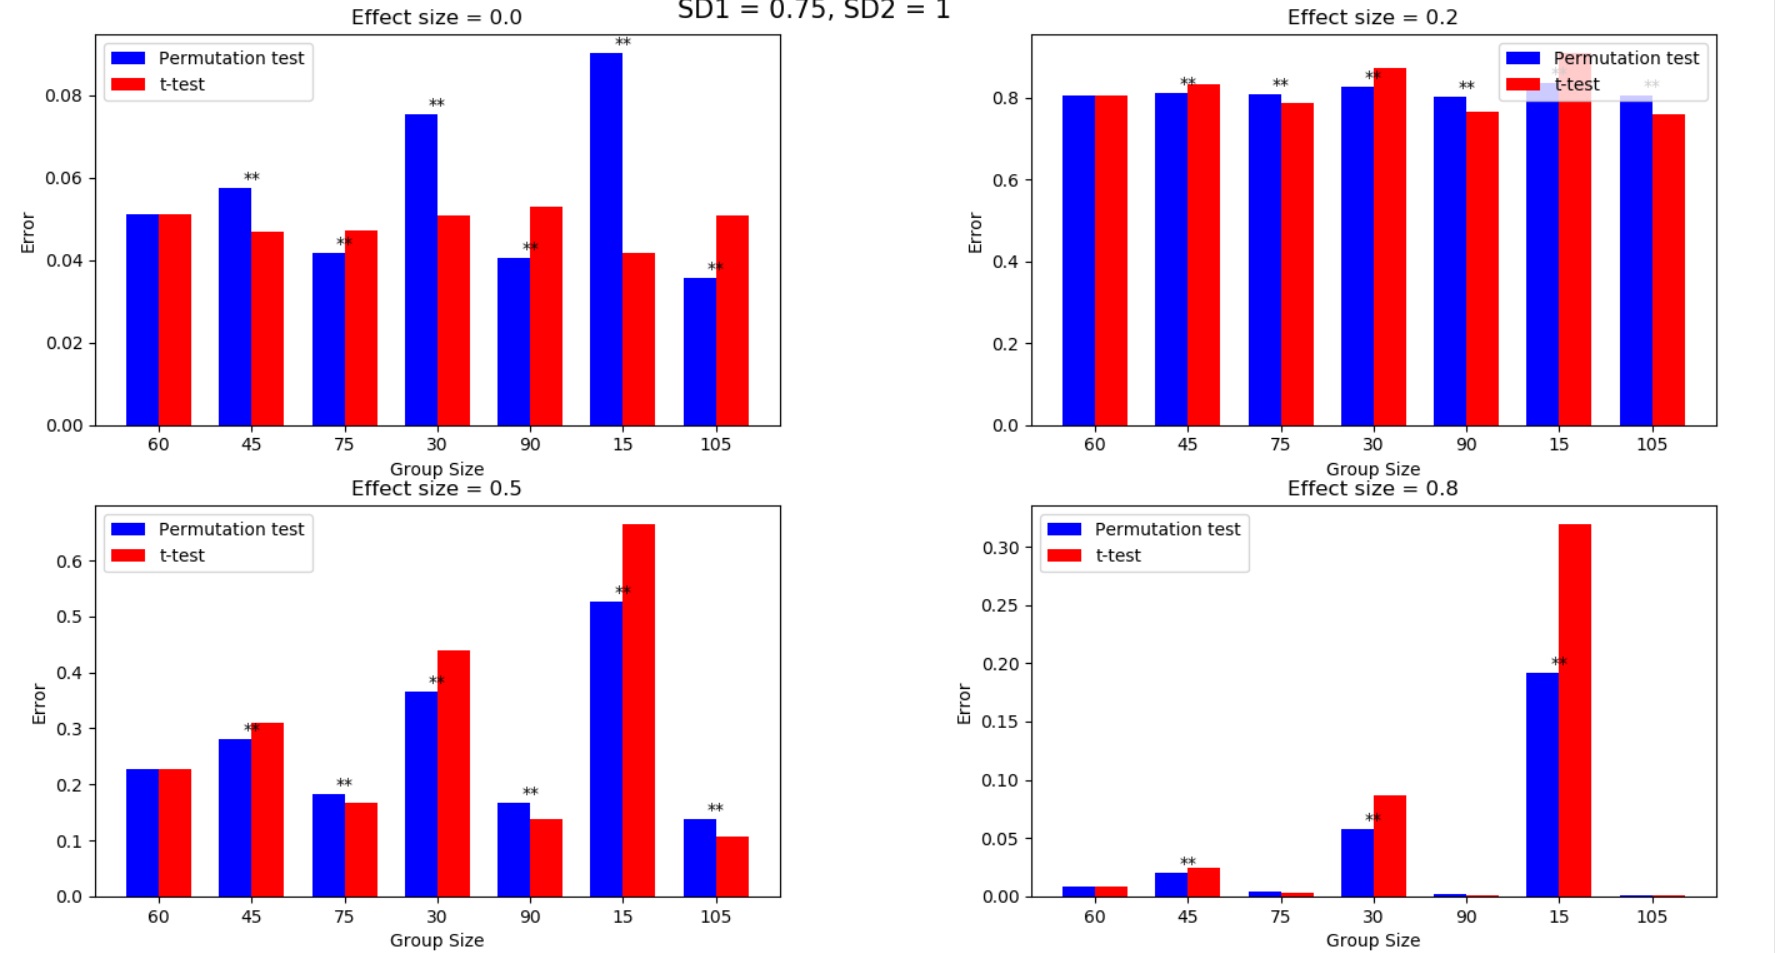 SD1 = 0.75, SD2 = 1
Effect size = 0.0
Permutation test
t-test
**
**
**
**
**
**
0.08
0.06
0.04
0.02
0.00
Error
60 45 75 30 90 15 105
Group Size
Effect size = 0.2
Permutation test
t-test
**
**
**
**
**
**
0.8
0.6
0.4
0.2
0.0
Error
60 45 75 30 90 15 105
Group Size
Effect size = 0.5
Permutation test
t-test
**
**
**
**
**
**
0.6
0.5
0.4
0.3
0.2
0.1
0.0
Error
60 45 75 30 90 15 105
Group Size
Effect size = 0.8
Permutation test
t-test
**
**
**
0.30
0.25
0.20
0.15
0.10
0.05
0.00
Error
60 45 75 30 90 15 105
Group Size